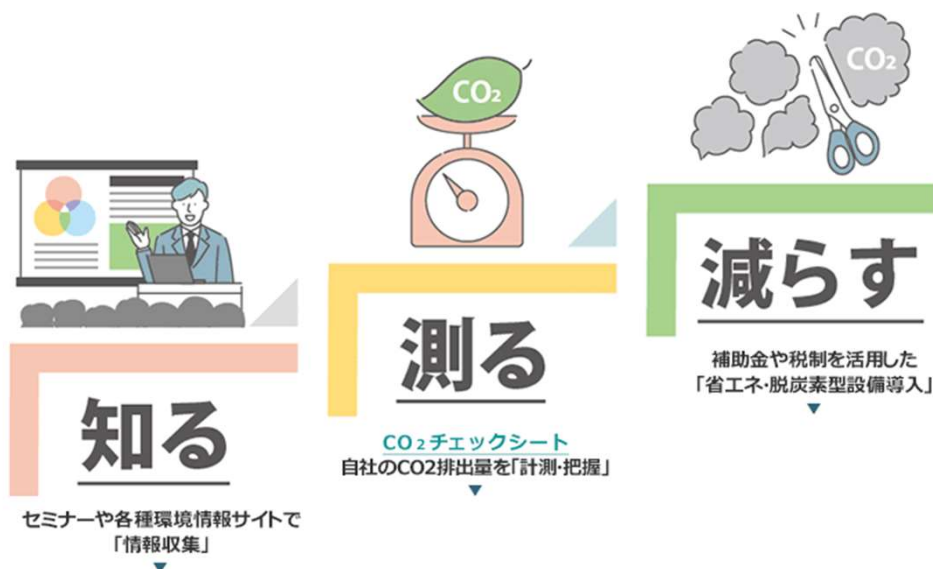 知る
セミナーや各種環境情報サイトで
「情報収集」
▼
CO₂
測る
CO₂チェックシート
自社のCO2排出量を「計測・把握」
▼
CO₂
減らす
補助金や税制を活用した
「省エネ・脱炭素型設備導入」
▼